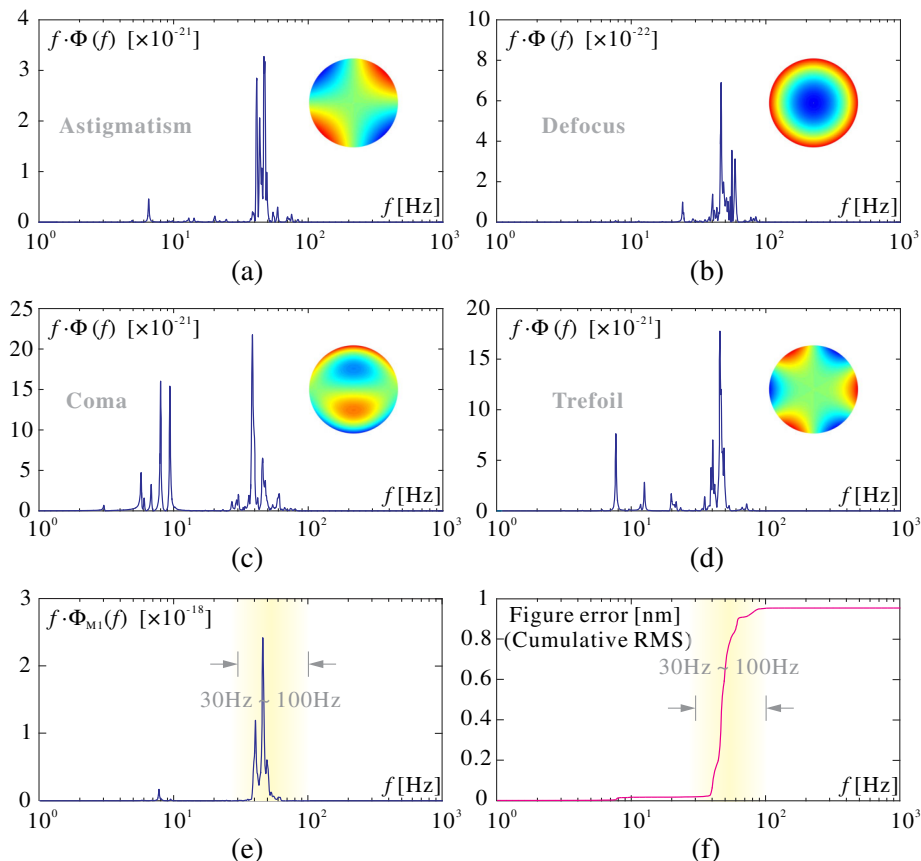 f·Φ(f) [×10⁻²¹]
4
3
2
1
0
Astigmatism
f [Hz]
10⁰ 10¹ 10² 10³
(a)
f·Φ(f) [×10⁻²²]
10
8
6
4
2
0
Defocus
f [Hz]
10⁰ 10¹ 10² 10³
(b)
f·Φ(f) [×10⁻²¹]
25
20
15
10
5
0
Coma
f [Hz]
10⁰ 10¹ 10² 10³
(c)
f·Φ(f) [×10⁻²¹]
20
15
10
5
0
Trefoil
f [Hz]
10⁰ 10¹ 10² 10³
(d)
f·Φ_M1(f) [×10⁻¹⁸]
3
2
1
0
30Hz ~ 100Hz
f [Hz]
10⁰ 10¹ 10² 10³
(e)
Figure error [nm]
(Cumulative RMS)
1
0.8
0.6
0.4
0.2
0
30Hz ~ 100Hz
f [Hz]
10⁰ 10¹ 10² 10³
(f)